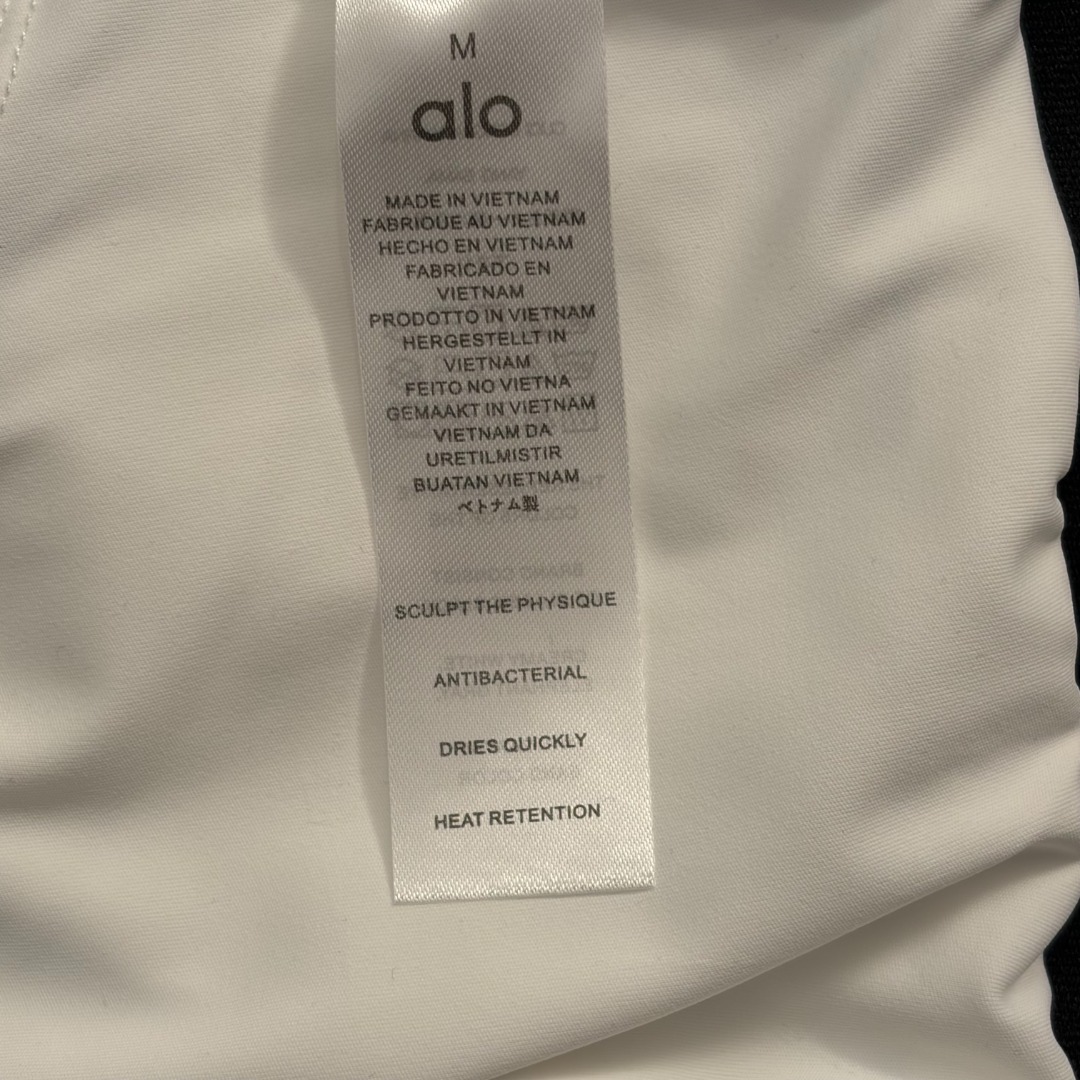 M
alo
MADE IN VIETNAM
FABRIQUE AU VIETNAM
HECHO EN VIETNAM
FABRICADO EN
VIETNAM
PRODOTTO IN VIETNAM
HERGESTELLT IN
VIETNAM
FEITO NO VIETNA
GEMAAKT IN VIETNAM
VIETNAM DA
URETILMISTIR
BUATAN VIETNAM
ベトナム製
SCULPT THE PHYSIQUE
ANTIBACTERIAL
DRIES QUICKLY
HEAT RETENTION